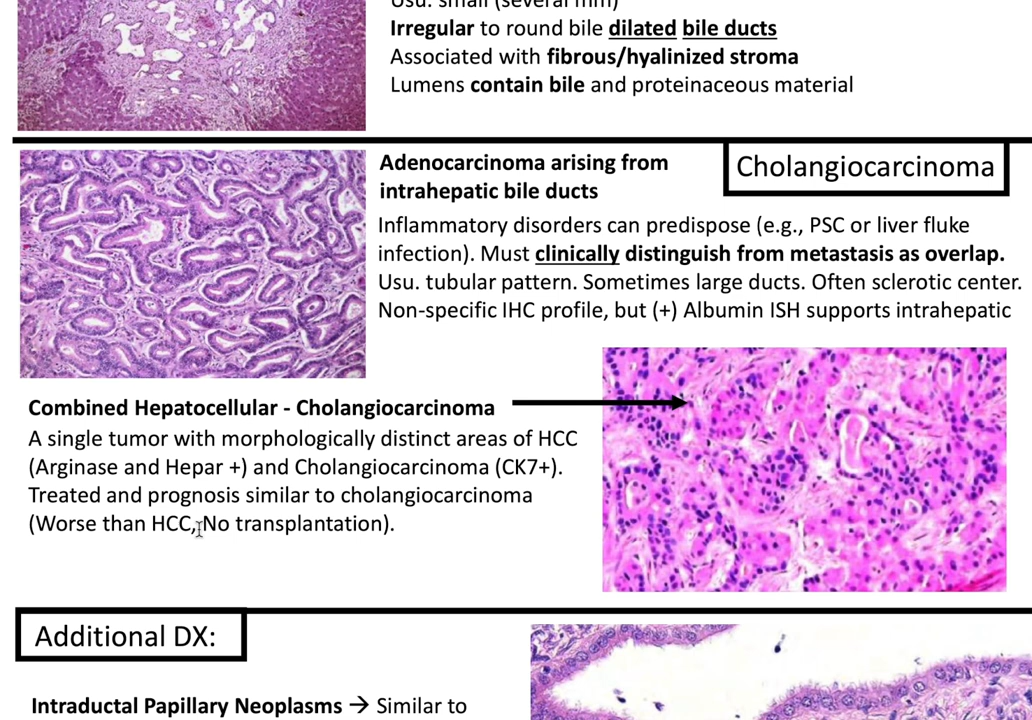 Usu. small (several mm)
Irregular to round bile dilated bile ducts
Associated with fibrous/hyalinized stroma
Lumens contain bile and proteinaceous material
Cholangiocarcinoma
Adenocarcinoma arising from
intrahepatic bile ducts
Inflammatory disorders can predispose (e.g., PSC or liver fluke
infection). Must clinically distinguish from metastasis as overlap.
Usu. tubular pattern. Sometimes large ducts. Often sclerotic center.
Non-specific IHC profile, but (+) Albumin ISH supports intrahepatic
Combined Hepatocellular - Cholangiocarcinoma
A single tumor with morphologically distinct areas of HCC
(Arginase and Hepar +) and Cholangiocarcinoma (CK7+).
Treated and prognosis similar to cholangiocarcinoma
(Worse than HCC, No transplantation).
Additional DX:
Intraductal Papillary Neoplasms → Similar to